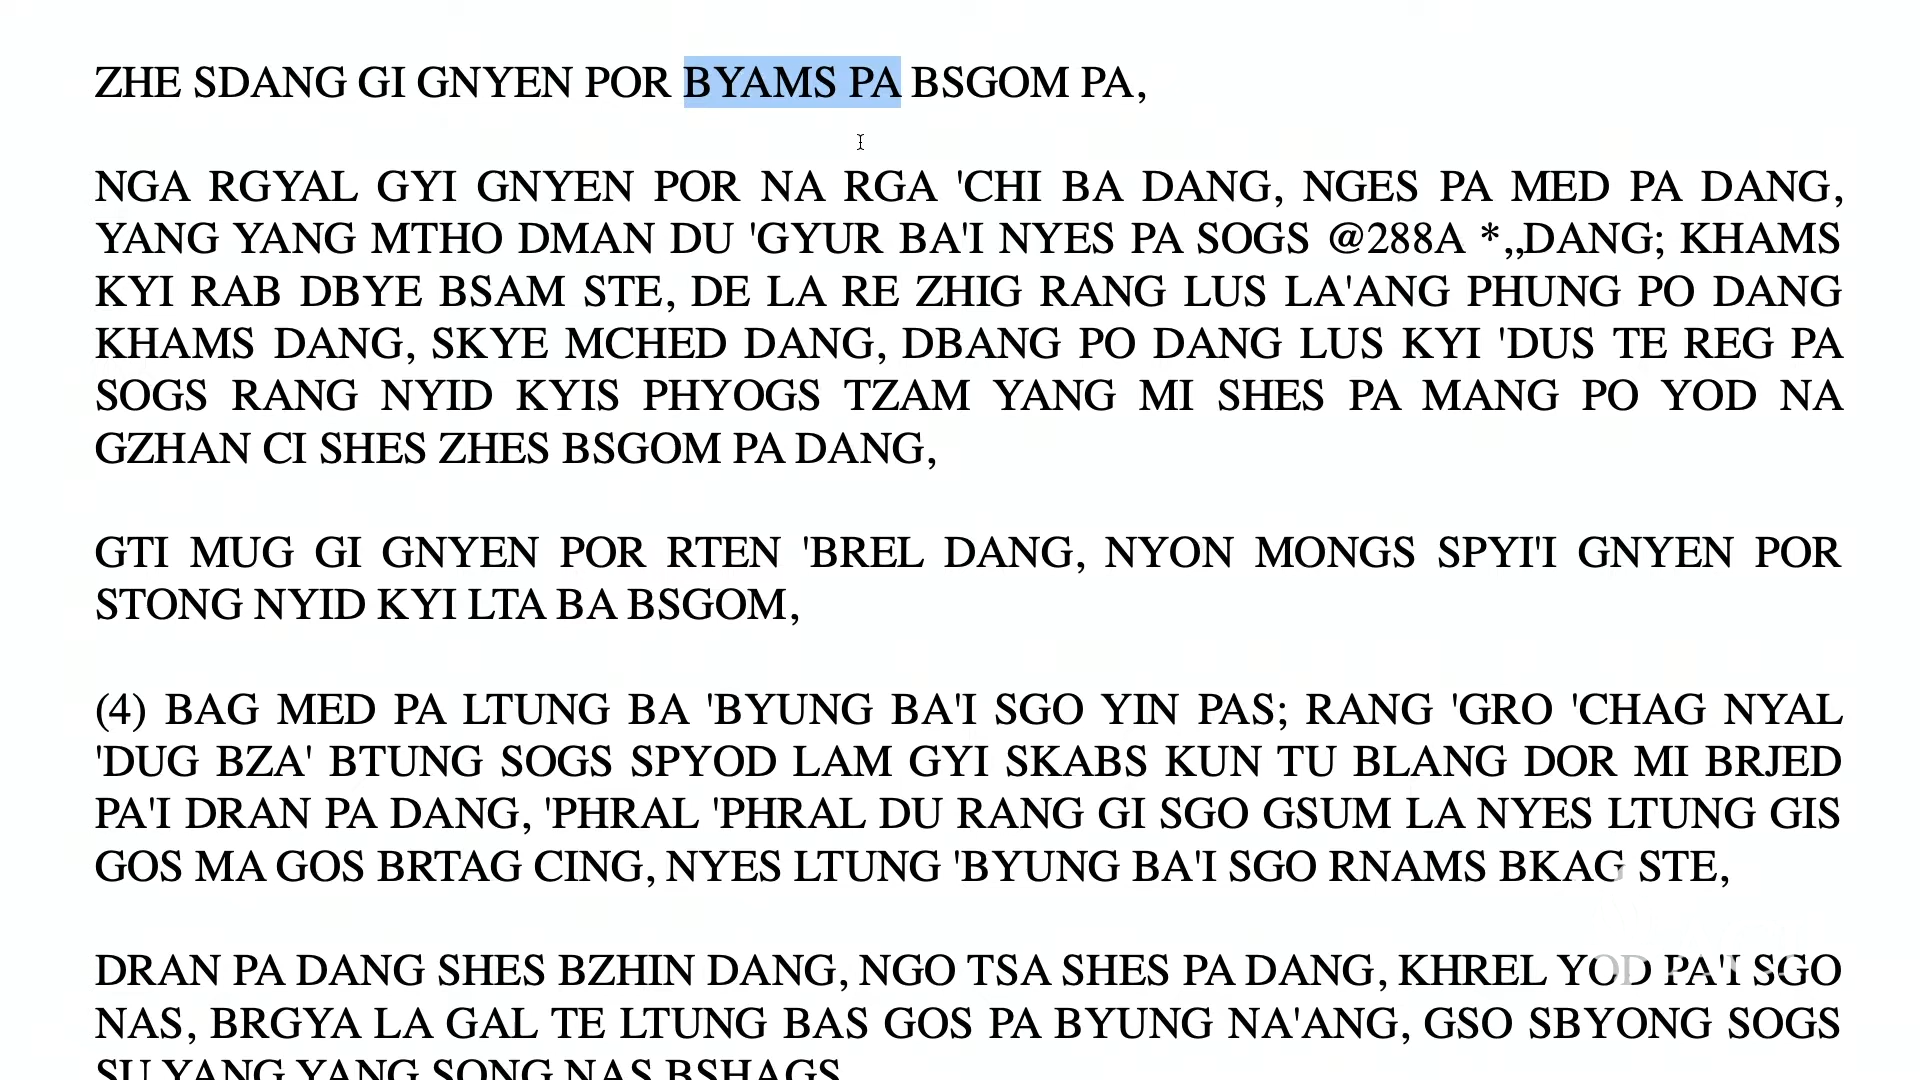 ZHE SDANG GI GNYEN POR BYAMS PA BSGOM PA,
NGA RGYAL GYI GNYEN POR NA RGA 'CHI BA DANG, NGES PA MED PA DANG,
YANG YANG MTHO DMAN DU 'GYUR BA'I NYES PA SOGS @288A *,,DANG; KHAMS
KYI RAB DBYE BSAM STE, DE LA RE ZHIG RANG LUS LA'ANG PHUNG PO DANG
KHAMS DANG, SKYE MCHED DANG, DBANG PO DANG LUS KYI 'DUS TE REG PA
SOGS RANG NYID KYIS PHYOGS TZAM YANG MI SHES PA MANG PO YOD NA
GZHAN CI SHES ZHES BSGOM PA DANG,
GTI MUG GI GNYEN POR RTEN 'BREL DANG, NYON MONGS SPYI'I GNYEN POR
STONG NYID KYI LTA BA BSGOM,
(4) BAG MED PA LTUNG BA 'BYUNG BA'I SGO YIN PAS; RANG 'GRO 'CHAG NYAL
'DUG BZA' BTUNG SOGS SPYOD LAM GYI SKABS KUN TU BLANG DOR MI BRJED
PA'I DRAN PA DANG, 'PHRAL 'PHRAL DU RANG GI SGO GSUM LA NYES LTUNG GIS
GOS MA GOS BRTAG CING, NYES LTUNG 'BYUNG BA'I SGO RNAMS BKAG STE,
DRAN PA DANG SHES BZHIN DANG, NGO TSA SHES PA DANG, KHREL YOD PA'I SGO
NAS, BRGYA LA GAL TE LTUNG BAS GOS PA BYUNG NA'ANG, GSO SBYONG SOGS
SU YANG YANG SONG NAS BSHAGS